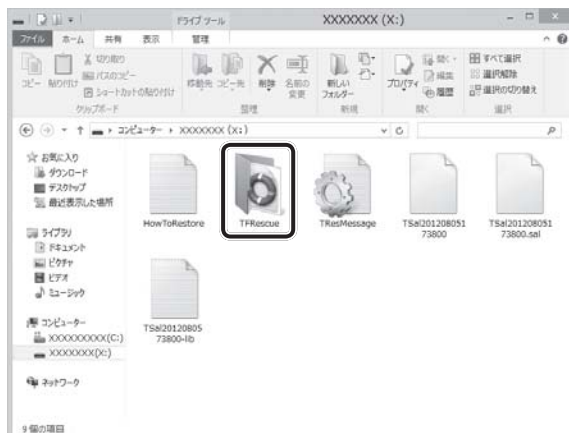 ドライブ ツール
XXXXXXX (X:)
ファイル ホーム 共有 表示 管理
コピー 貼り付け
切り取り
パスのコピー
ショートカットの貼り付け
クリップボード
移動先 コピー先 削除 名前の変更
整理
新しいフォルダー
新規
プロパティ
開く
編集
履歴
開く
すべて選択
選択解除
選択の切り替え
選択
コンピューター XXXXXXX (X:)
お気に入り
ダウンロード
デスクトップ
最近表示した場所
ライブラリ
ドキュメント
ピクチャ
ビデオ
ミュージック
コンピューター
XXXXXXXXX(C:)
XXXXXXX(X:)
ネットワーク
HowToRestore
TFRescue
TResMessage
TSal201208051
73800
TSal201208051
73800.sal
TSal20120805
73800-lib
9 個の項目